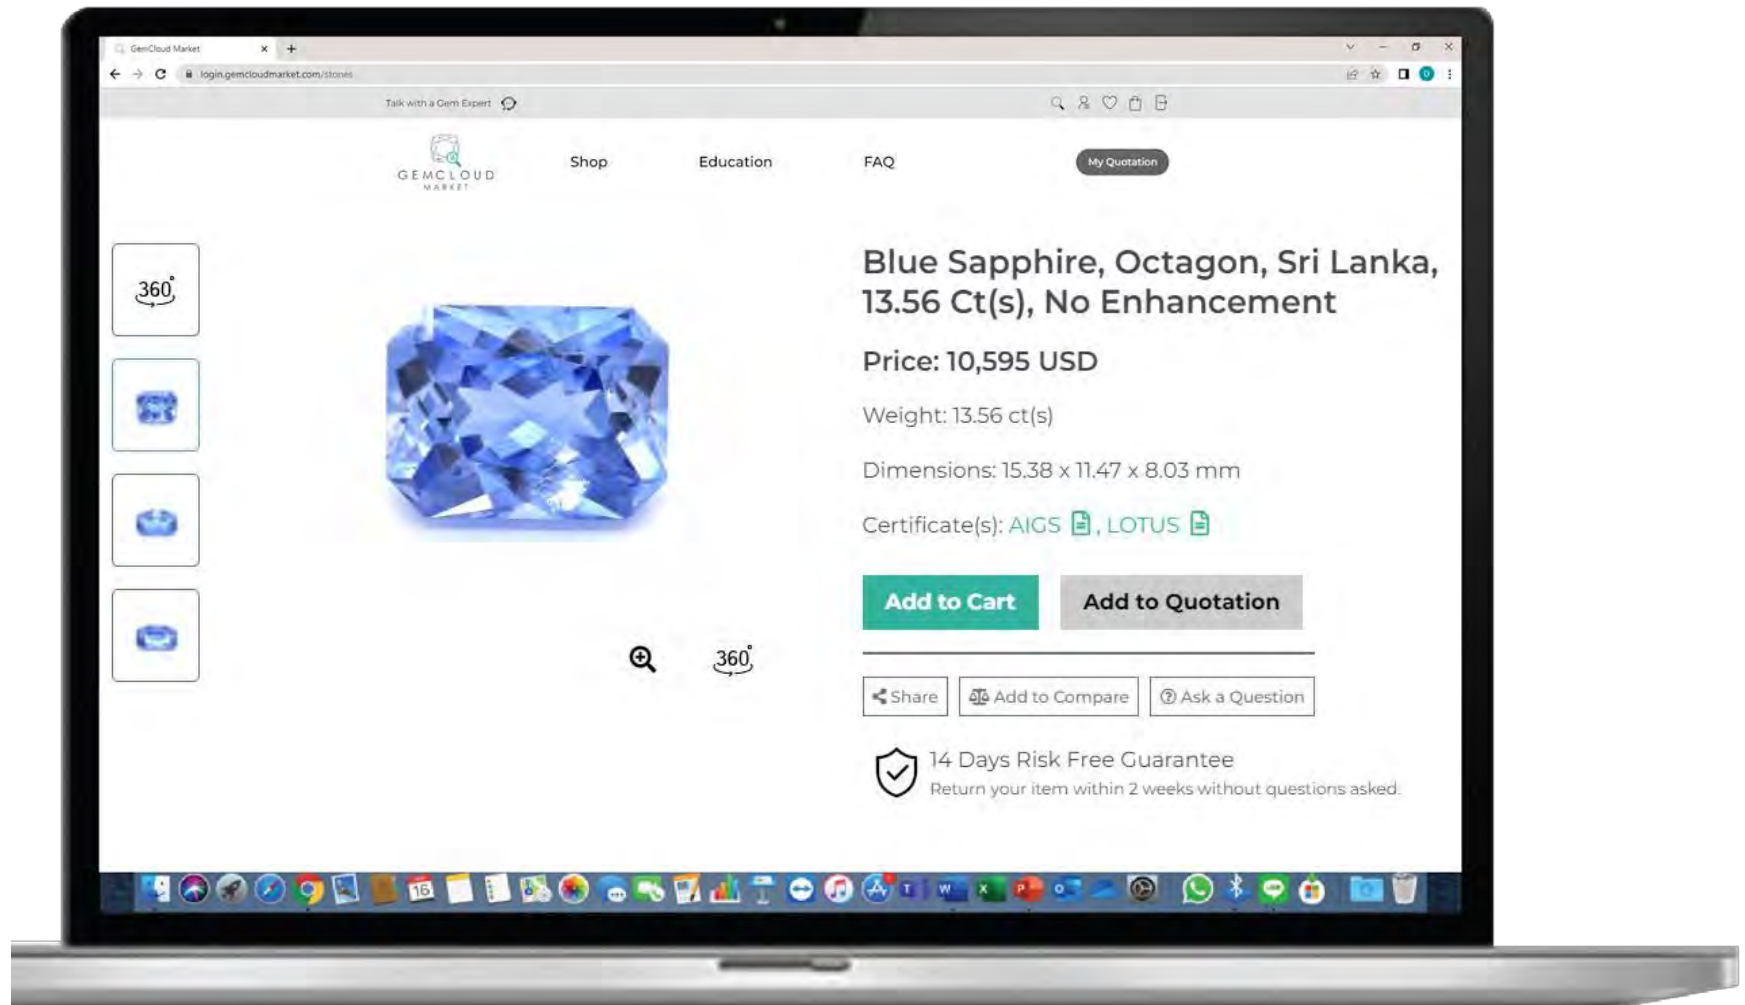 GemCloud Market
login.gemcloudmarket.com/stones
Talk with a Gem Expert
GEMCLOUD
MARKET
Shop
Education
FAQ
My Quotation
360°
Blue Sapphire, Octagon, Sri Lanka,
13.56 Ct(s), No Enhancement
Price: 10,595 USD
Weight: 13.56 ct(s)
Dimensions: 15.38 x 11.47 x 8.03 mm
Certificate(s): AIGS, LOTUS
Add to Cart
Add to Quotation
360°
Share
Add to Compare
Ask a Question
14 Days Risk Free Guarantee
Return your item within 2 weeks without questions asked.
16